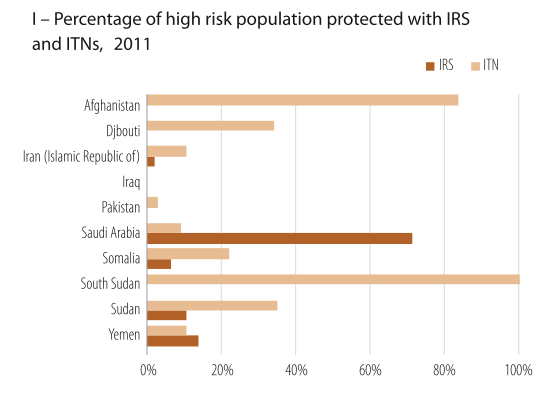 I – Percentage of high risk population protected with IRS
and ITNs, 2011
IRS ITN
Afghanistan
Djbouti
Iran (Islamic Republic of)
Iraq
Pakistan
Saudi Arabia
Somalia
South Sudan
Sudan
Yemen
0% 20% 40% 60% 80% 100%